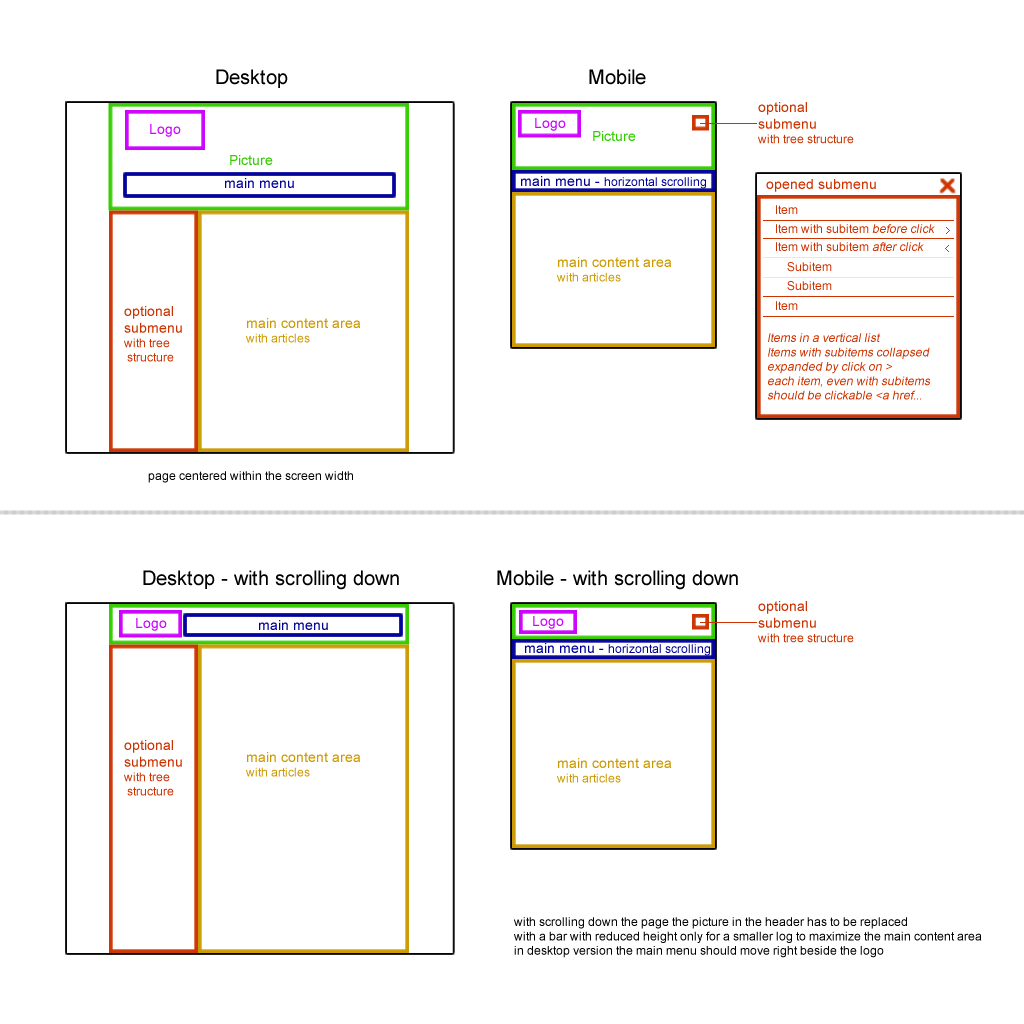 Desktop
Logo
Picture
main menu
optional
submenu
with tree
structure
main content area
with articles
page centered within the screen width
Mobile
Logo
Picture
main menu - horizontal scrolling
main content area
with articles
optional
submenu
with tree structure
opened submenu
Item
Item with subitem before click >
Item with subitem after click <
Subitem
Subitem
Item
Items in a vertical list
Items with subitems collapsed
expanded by click on >
each item, even with subitems
should be clickable <a href...
Desktop - with scrolling down
Logo
main menu
optional
submenu
with tree
structure
main content area
with articles
Mobile - with scrolling down
Logo
main menu - horizontal scrolling
main content area
with articles
optional
submenu
with tree structure
with scrolling down the page the picture in the header has to be replaced
with a bar with reduced height only for a smaller log to maximize the main content area
in desktop version the main menu should move right beside the logo